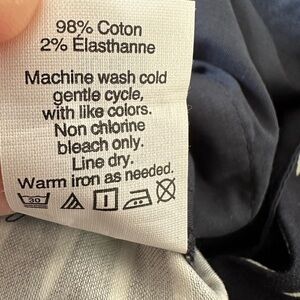 98% Coton
2% Élasthanne
Machine wash cold
gentle cycle,
with like colors.
Non chlorine
bleach only.
Line dry.
Warm iron as needed.
30